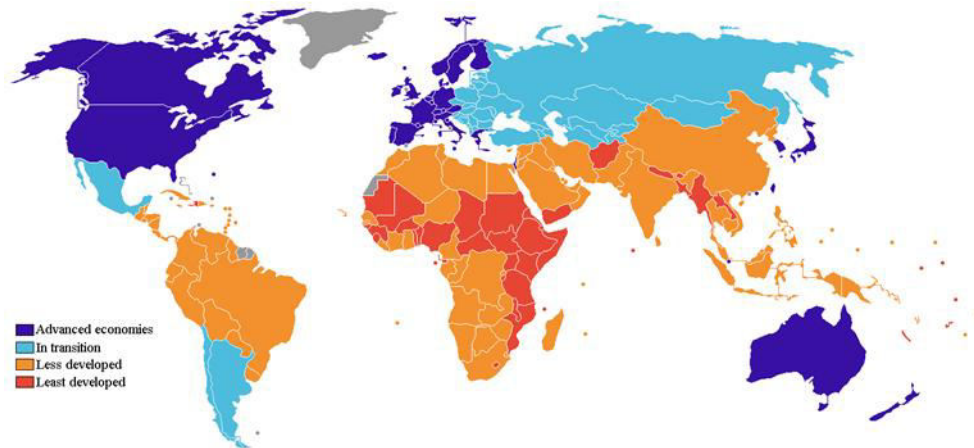 Advanced economies
In transition
Less developed
Least developed